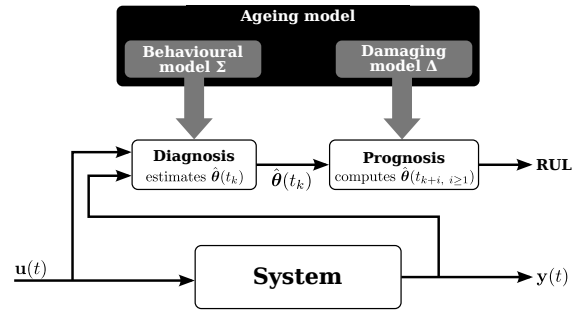 Ageing model
Behavioural
model Σ
Damaging
model Δ
Diagnosis
estimates θ̂(t_k)
θ̂(t_k)
Prognosis
computes θ̂(t_{k+i, i≥1})
RUL
u(t)
System
y(t)